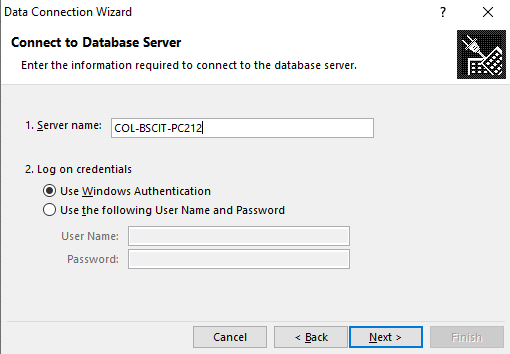 Data Connection Wizard ?
Connect to Database Server
Enter the information required to connect to the database server.
1. Server name: COL-BSCIT-PC212
2. Log on credentials
Use Windows Authentication
Use the following User Name and Password
User Name:
Password:
Cancel < Back Next > Finish